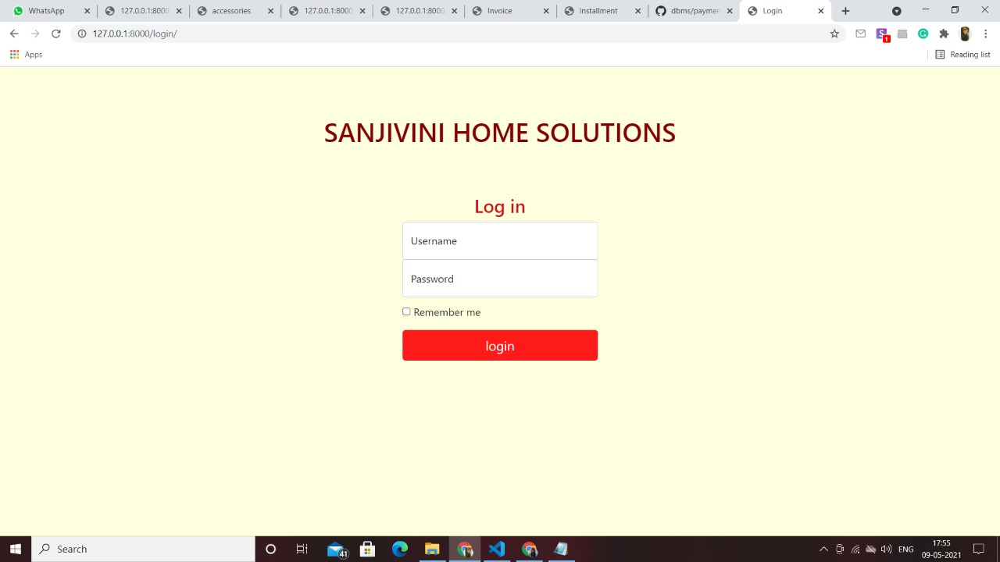 WhatsApp
127.0.0.1:8000
accessories
127.0.0.1:8000
127.0.0.1:8000
Invoice
Installment
dbms/paymen
Login
127.0.0.1:8000/login/
1
Apps
Reading list
SANJIVINI HOME SOLUTIONS
Log in
Username
Password
Remember me
login
Search
41
ENG
17:55
09-05-2021